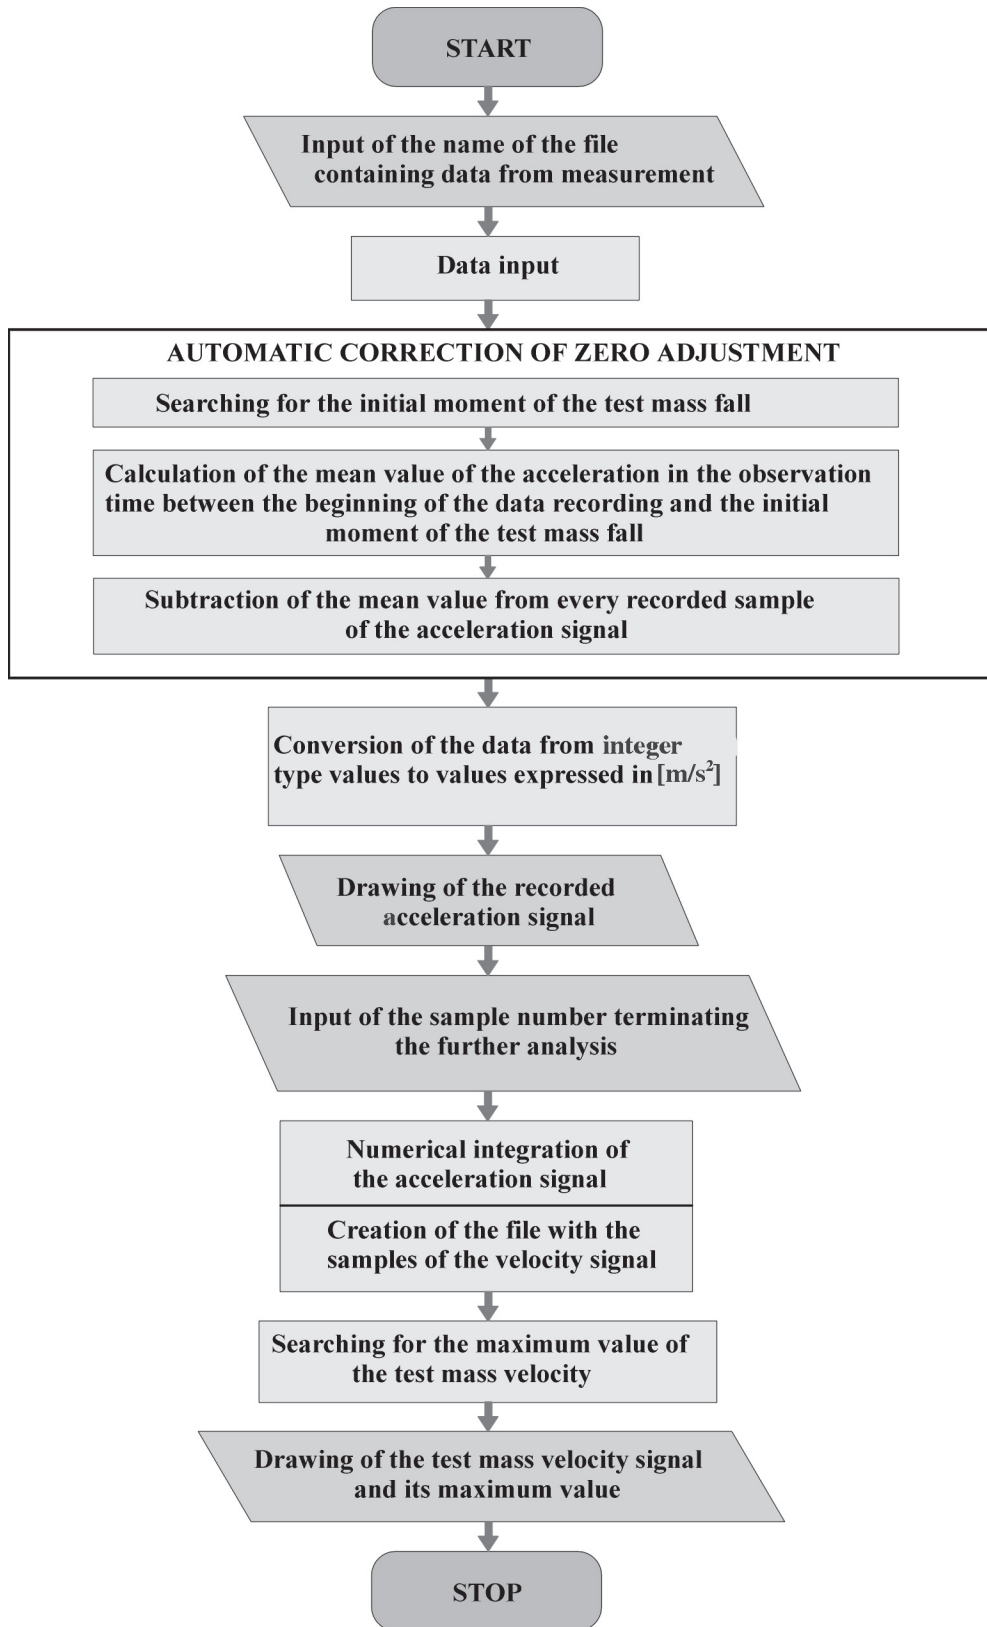 START
Input of the name of the file
containing data from measurement
Data input
AUTOMATIC CORRECTION OF ZERO ADJUSTMENT
Searching for the initial moment of the test mass fall
Calculation of the mean value of the acceleration in the observation
time between the beginning of the data recording and the initial
moment of the test mass fall
Subtraction of the mean value from every recorded sample
of the acceleration signal
Conversion of the data from integer
type values to values expressed in [m/s²]
Drawing of the recorded
acceleration signal
Input of the sample number terminating
the further analysis
Numerical integration of
the acceleration signal
Creation of the file with the
samples of the velocity signal
Searching for the maximum value of
the test mass velocity
Drawing of the test mass velocity signal
and its maximum value
STOP